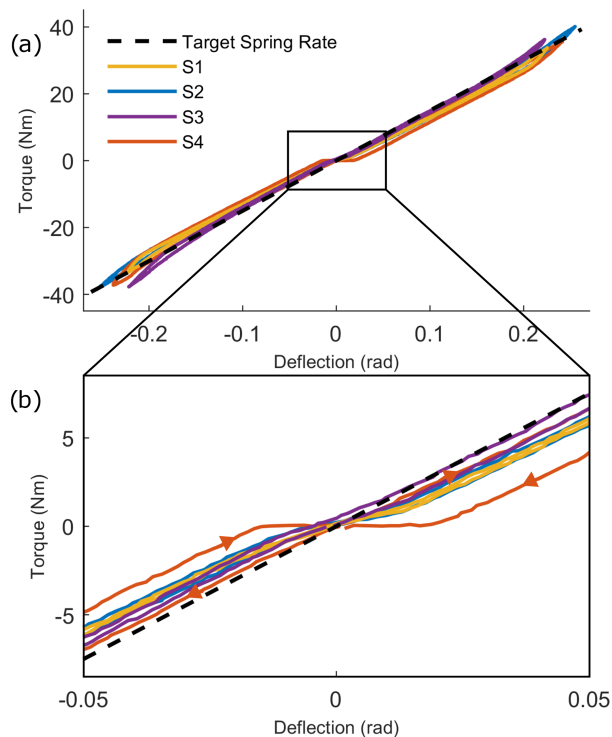 (a)
Target Spring Rate
S1
S2
S3
S4
40
20
0
-20
-40
Torque (Nm)
-0.2
-0.1
0
0.1
0.2
Deflection (rad)
(b)
5
0
-5
Torque (Nm)
-0.05
0
0.05
Deflection (rad)